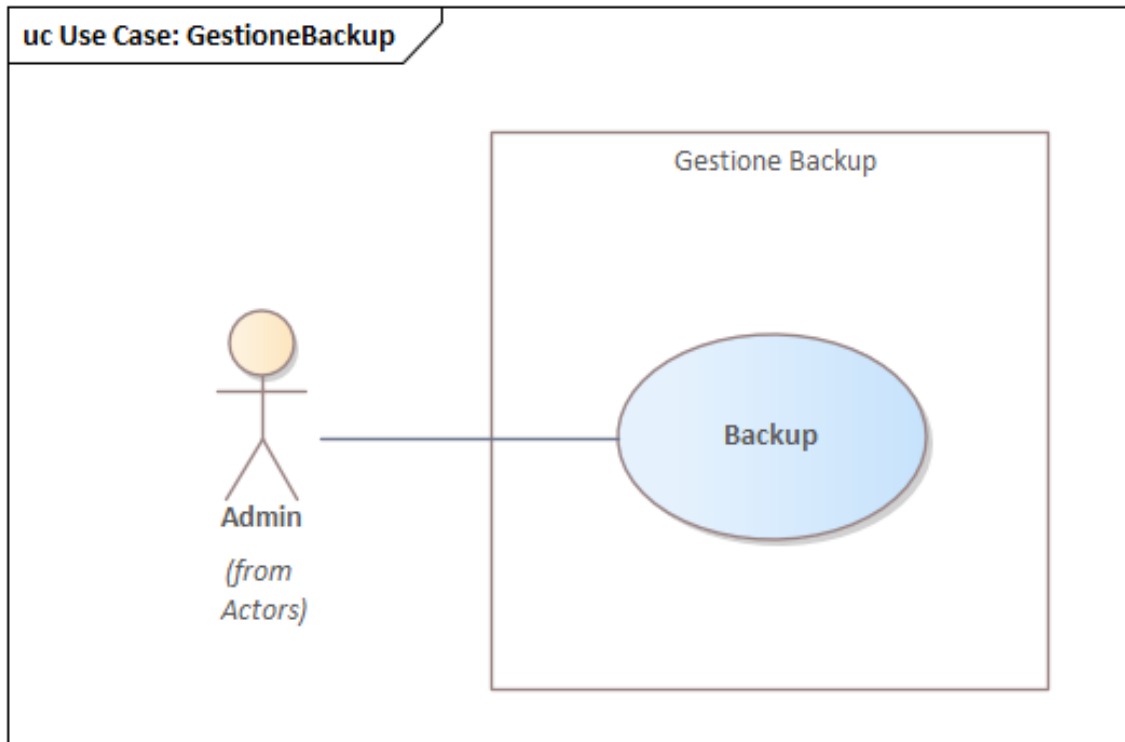 uc Use Case: GestioneBackup
Gestione Backup
Backup
Admin
(from
Actors)